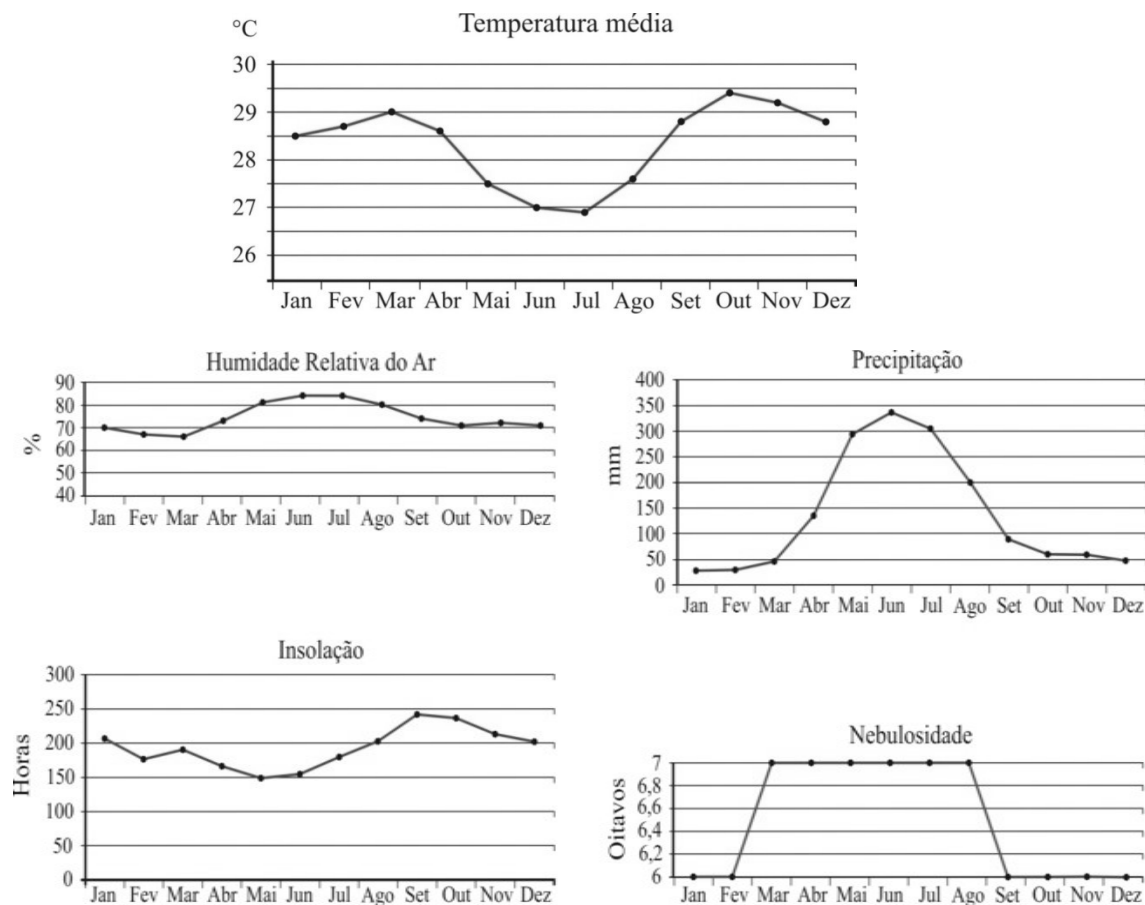 °C Temperatura média
30
29
28
27
26
Jan Fev Mar Abr Mai Jun Jul Ago Set Out Nov Dez
Humidade Relativa do Ar
%
90
80
70
60
50
40
Jan Fev Mar Abr Mai Jun Jul Ago Set Out Nov Dez
Precipitação
mm
400
350
300
250
200
150
100
50
0
Jan Fev Mar Abr Mai Jun Jul Ago Set Out Nov Dez
Insolação
Horas
300
250
200
150
100
50
0
Jan Fev Mar Abr Mai Jun Jul Ago Set Out Nov Dez
Nebulosidade
Oitavos
7
6,8
6,6
6,4
6,2
6
Jan Fev Mar Abr Mai Jun Jul Ago Set Out Nov Dez